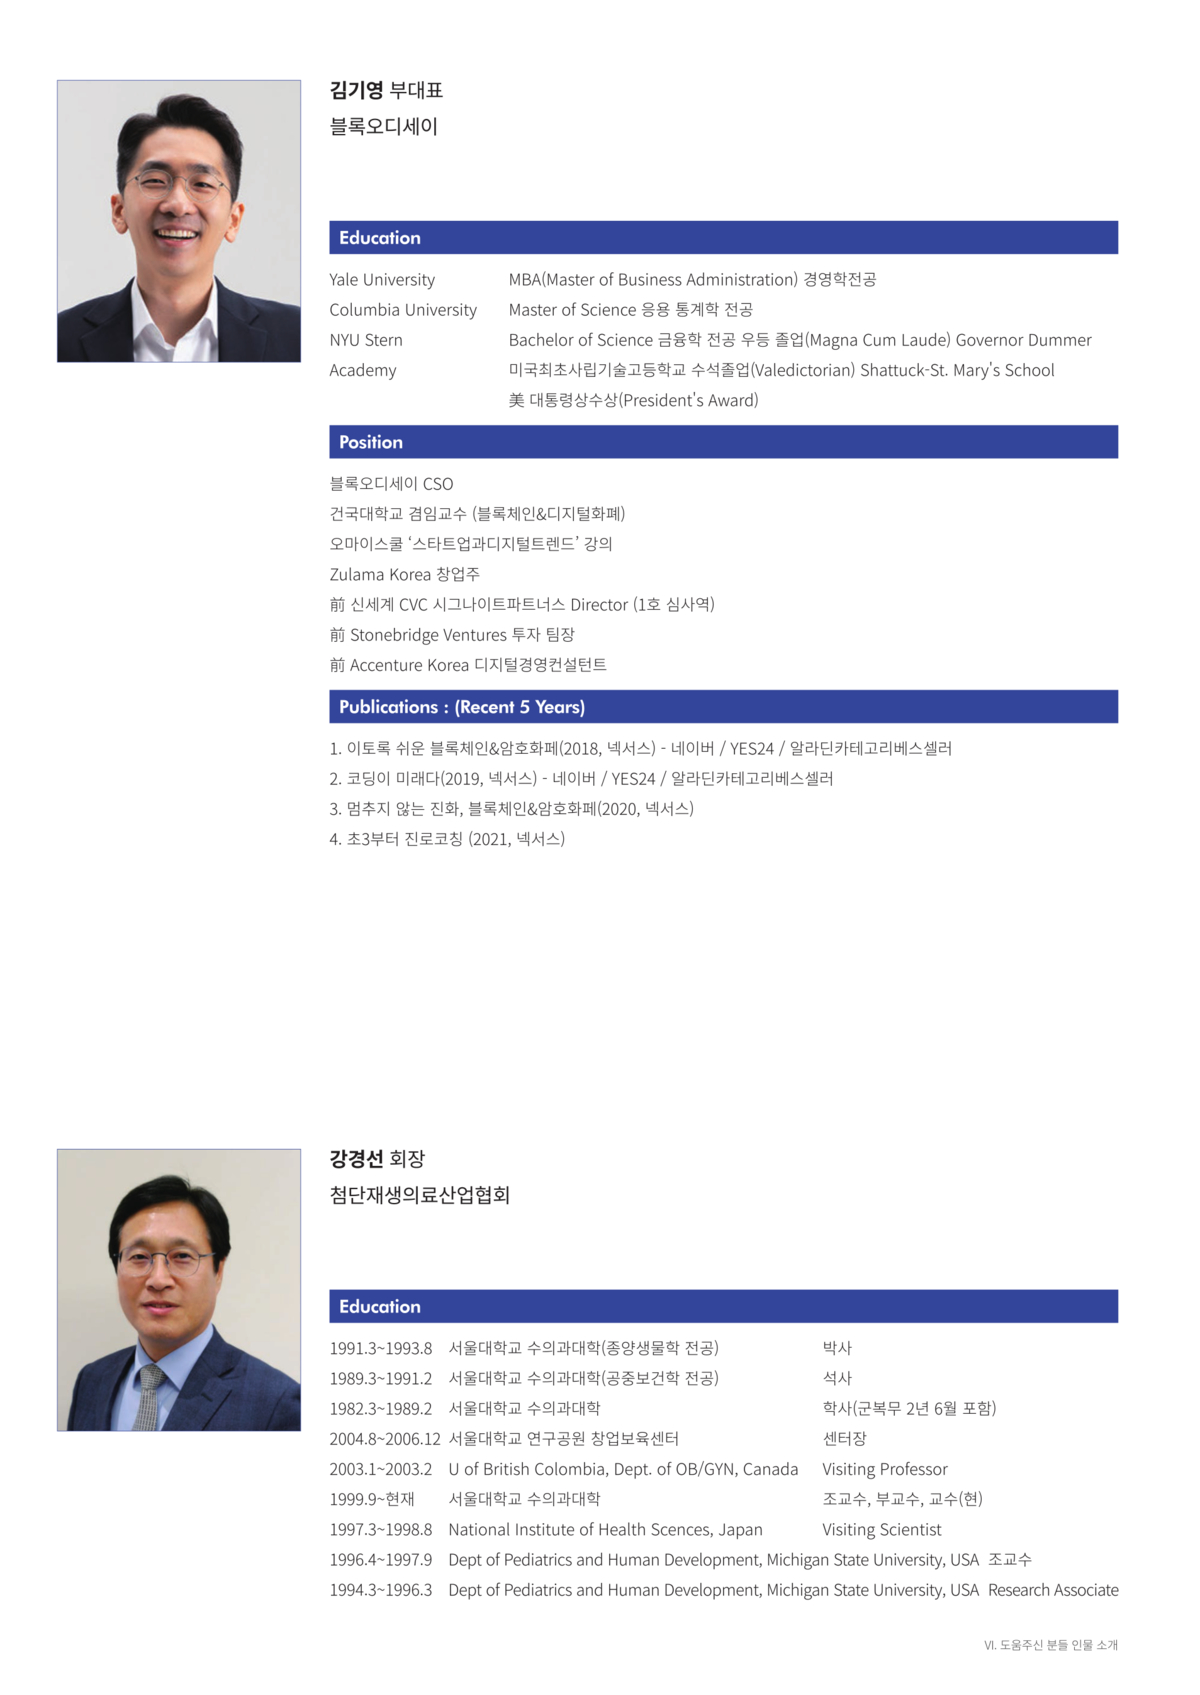 김기영 부대표
블록오디세이
Education
Yale University MBA(Master of Business Administration) 경영학전공
Columbia University Master of Science 응용 통계학 전공
NYU Stern Bachelor of Science 금융학 전공 우등 졸업(Magna Cum Laude) Governor Dummer
Academy 미국최초사립기술고등학교 수석졸업(Valedictorian) Shattuck-St. Mary's School
美 대통령상수상(President's Award)
Position
블록오디세이 CSO
건국대학교 겸임교수 (블록체인&디지털화폐)
오마이스쿨 ‘스타트업과디지털트렌드’ 강의
Zulama Korea 창업주
前 신세계 CVC 시그나이트파트너스 Director (1호 심사역)
前 Stonebridge Ventures 투자 팀장
前 Accenture Korea 디지털경영컨설턴트
Publications : (Recent 5 Years)
1. 이토록 쉬운 블록체인&암호화페(2018, 넥서스) - 네이버 / YES24 / 알라딘카테고리베스셀러
2. 코딩이 미래다(2019, 넥서스) - 네이버 / YES24 / 알라딘카테고리베스셀러
3. 멈추지 않는 진화, 블록체인&암호화페(2020, 넥서스)
4. 초3부터 진로코칭 (2021, 넥서스)
강경선 회장
첨단재생의료산업협회
Education
1991.3~1993.8 서울대학교 수의과대학(종양생물학 전공) 박사
1989.3~1991.2 서울대학교 수의과대학(공중보건학 전공) 석사
1982.3~1989.2 서울대학교 수의과대학 학사(군복무 2년 6월 포함)
2004.8~2006.12 서울대학교 연구공원 창업보육센터 센터장
2003.1~2003.2 U of British Colombia, Dept. of OB/GYN, Canada Visiting Professor
1999.9~현재 서울대학교 수의과대학 조교수, 부교수, 교수(현)
1997.3~1998.8 National Institute of Health Scences, Japan Visiting Scientist
1996.4~1997.9 Dept of Pediatrics and Human Development, Michigan State University, USA 조교수
1994.3~1996.3 Dept of Pediatrics and Human Development, Michigan State University, USA Research Associate
VI. 도움주신 분들 인물 소개